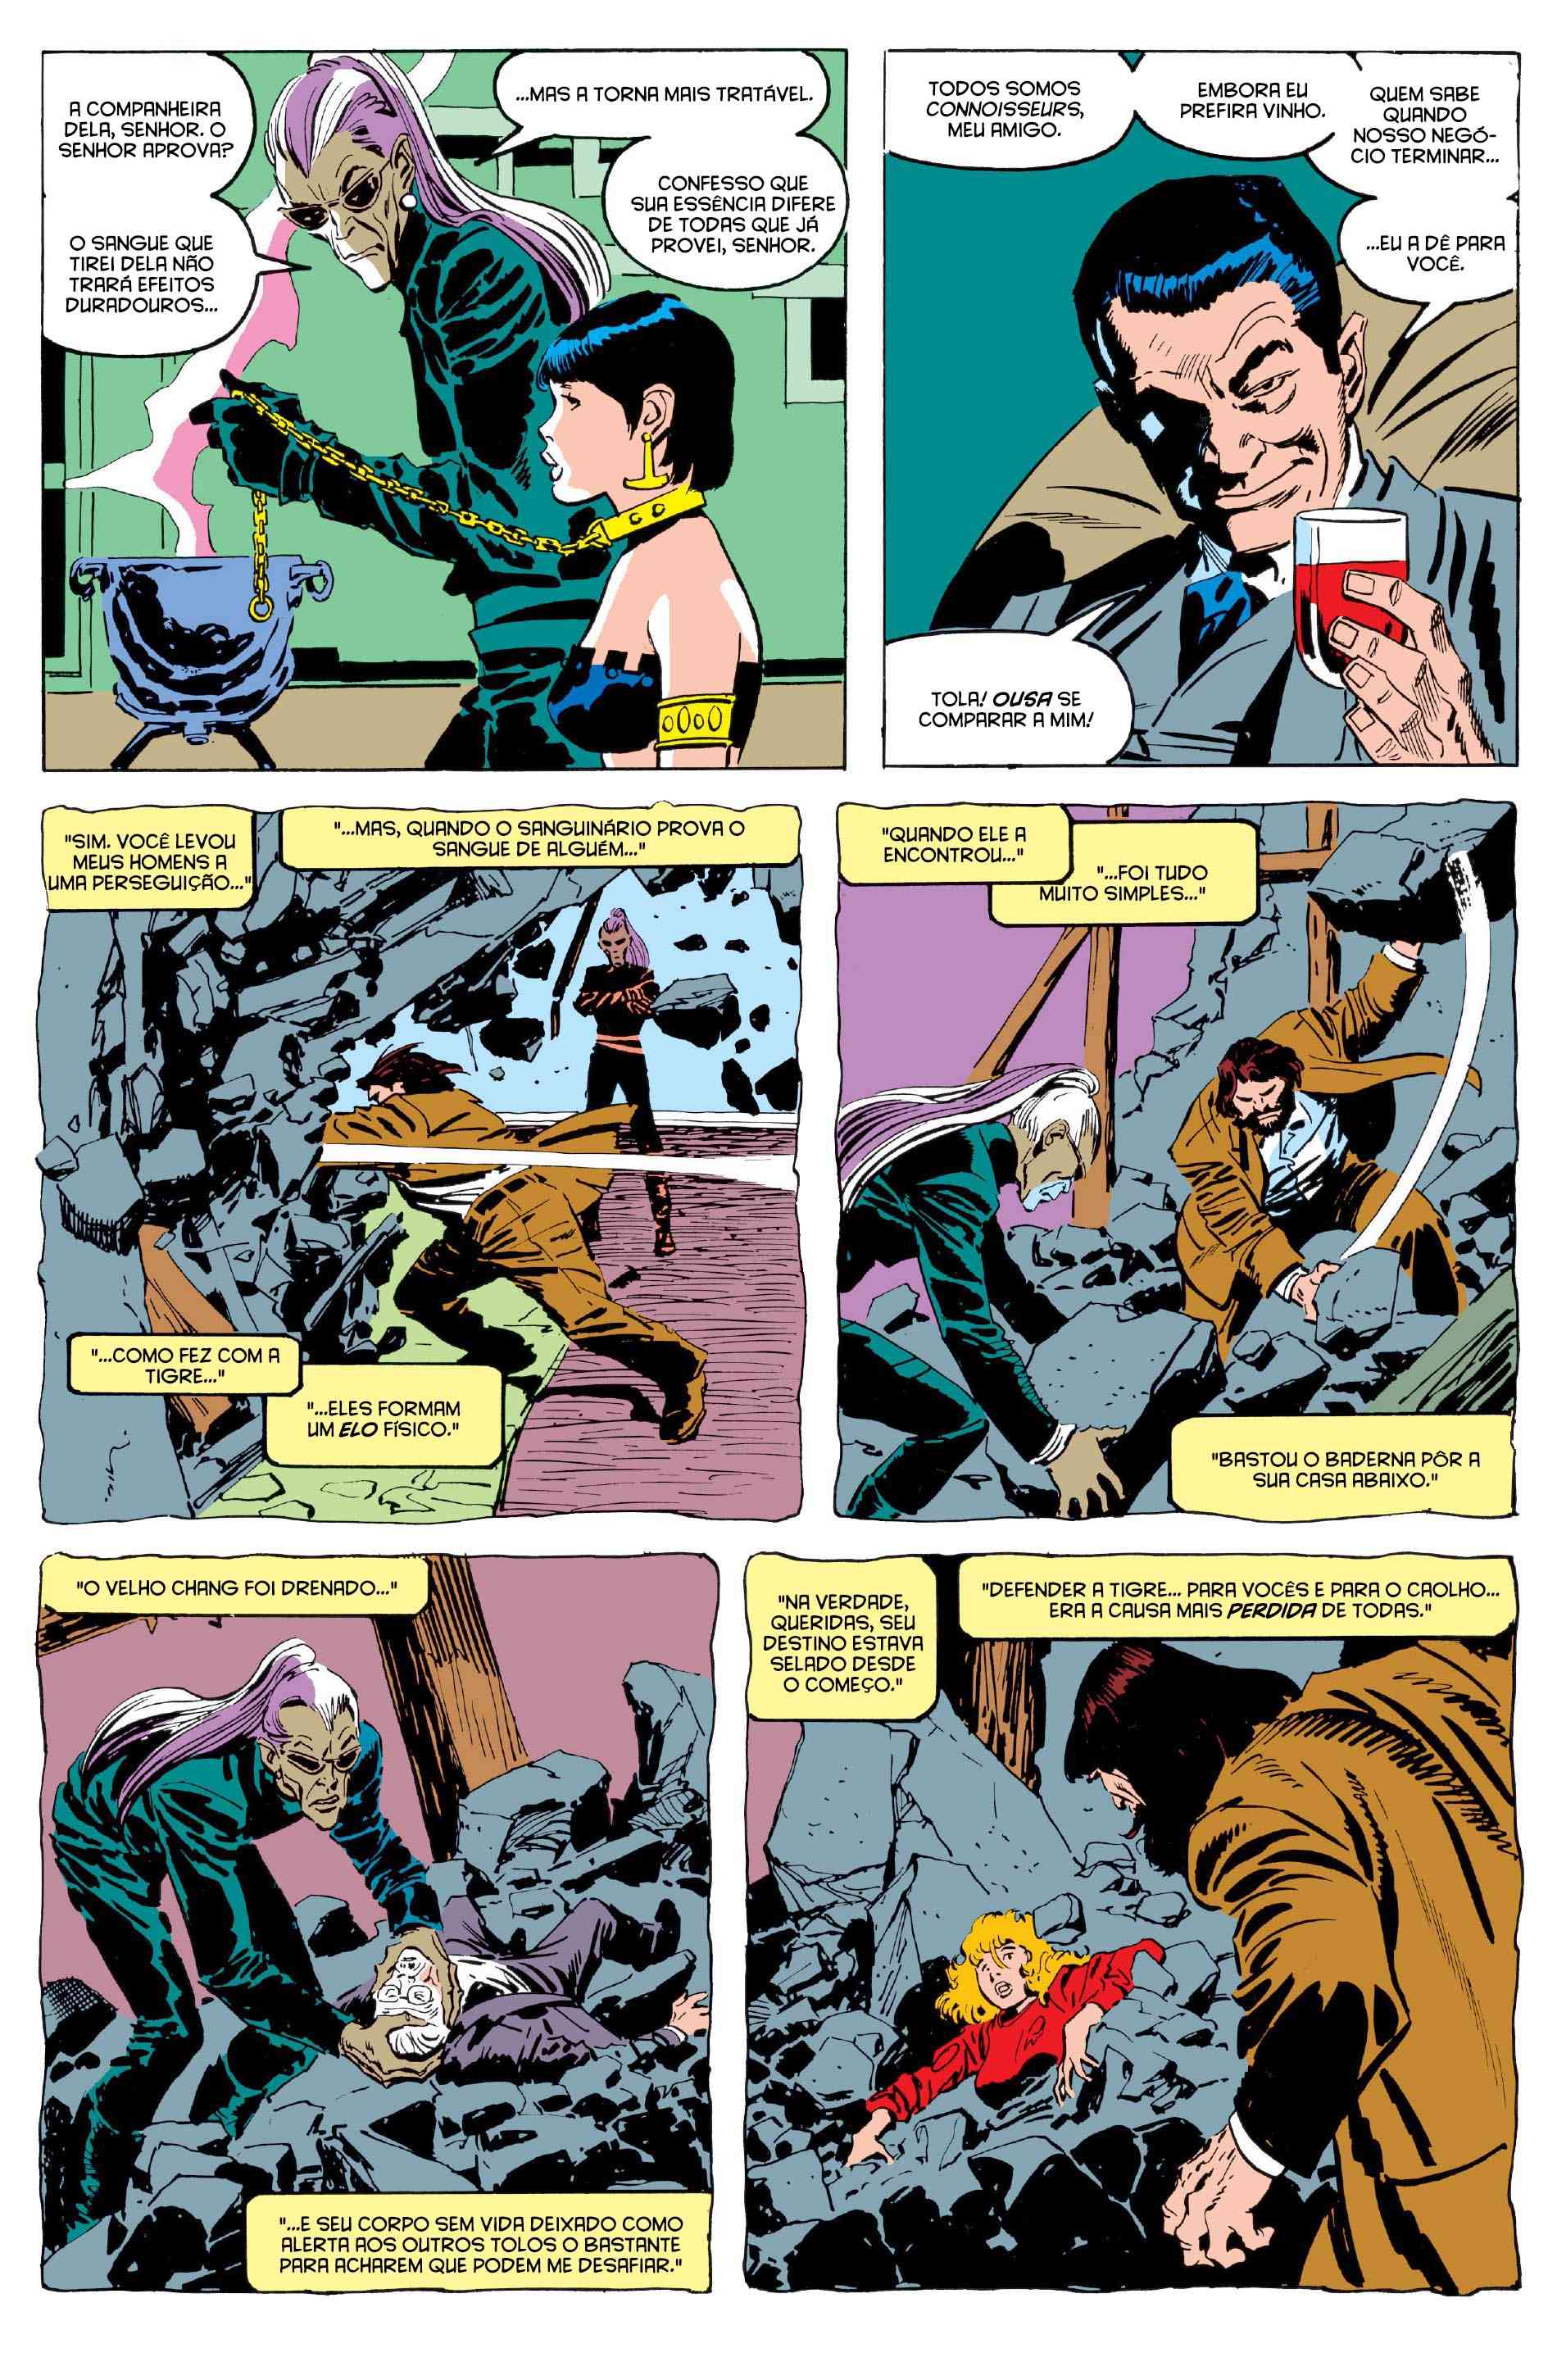 A COMPANHEIRA
DELA, SENHOR. O
SENHOR APROVA?
O SANGUE QUE
TIREI DELA NÃO
TRARÁ EFEITOS
DURADOUROS...
...MAS A TORNA MAIS TRATÁVEL.
CONFESSO QUE
SUA ESSÊNCIA DIFERE
DE TODAS QUE JÁ
PROVEI, SENHOR.
TODOS SOMOS
CONNOISSEURS,
MEU AMIGO.
EMBORA EU
PREFIRA VINHO.
QUEM SABE
QUANDO
NOSSO NEGÓ-
CIO TERMINAR...
...EU A DÊ PARA
VOCÊ.
TOLA! OUSA SE
COMPARAR A MIM!
"SIM. VOCÊ LEVOU
MEUS HOMENS A
UMA PERSEGUIÇÃO..."
"...MAS, QUANDO O SANGUINÁRIO PROVA O
SANGUE DE ALGUÉM..."
"...COMO FEZ COM A
TIGRE..."
"...ELES FORMAM
UM ELO FÍSICO."
"QUANDO ELE A
ENCONTROU..."
"...FOI TUDO
MUITO SIMPLES..."
"BASTOU O BADERNA PÔR A
SUA CASA ABAIXO."
"O VELHO CHANG FOI DRENADO..."
"...E SEU CORPO SEM VIDA DEIXADO COMO
ALERTA AOS OUTROS TOLOS O BASTANTE
PARA ACHAREM QUE PODEM ME DESAFIAR."
"NA VERDADE,
QUERIDAS, SEU
DESTINO ESTAVA
SELADO DESDE
O COMEÇO."
"DEFENDER A TIGRE... PARA VOCÊS E PARA O CAOLHO...
ERA A CAUSA MAIS PERDIDA DE TODAS."